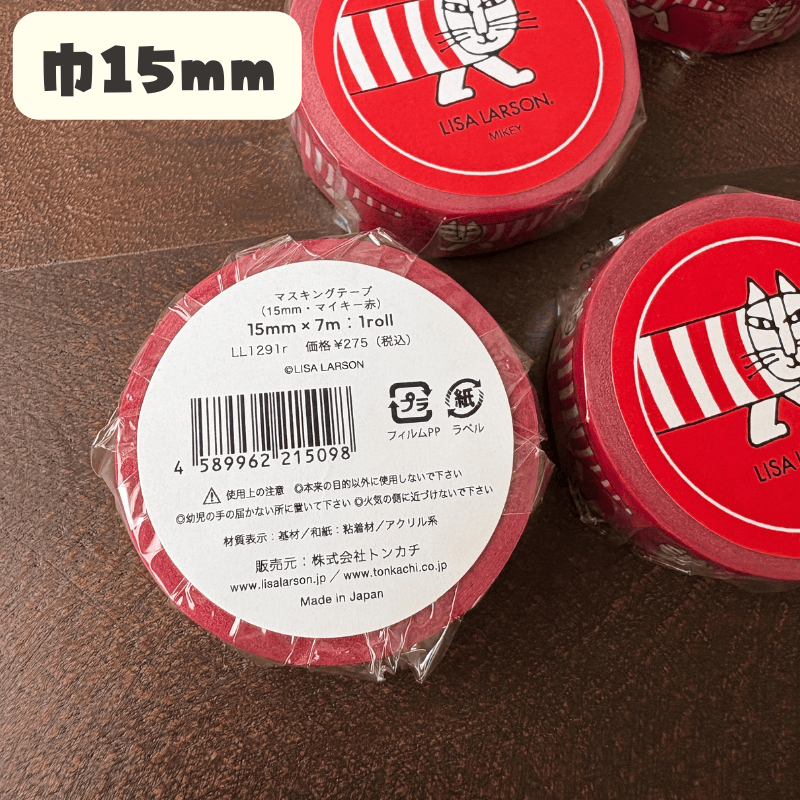 巾15mm
LISA LARSON.
MIKEY
マスキングテープ
(15mm・マイキー赤)
15mm × 7m : 1roll
LL1291r 価格 ¥275 (税込)
©LISA LARSON
4 589962 215098
プラ
紙
フィルムPP
ラベル
使用上の注意 ◎本来の目的以外に使用しないで下さい
◎幼児の手の届かない所に置いて下さい ◎火気の側に近づけないで下さい
材質表示：基材／和紙：粘着材／アクリル系
販売元：株式会社トンカチ
www.lisalarson.jp / www.tonkachi.co.jp
Made in Japan
LISA LARS